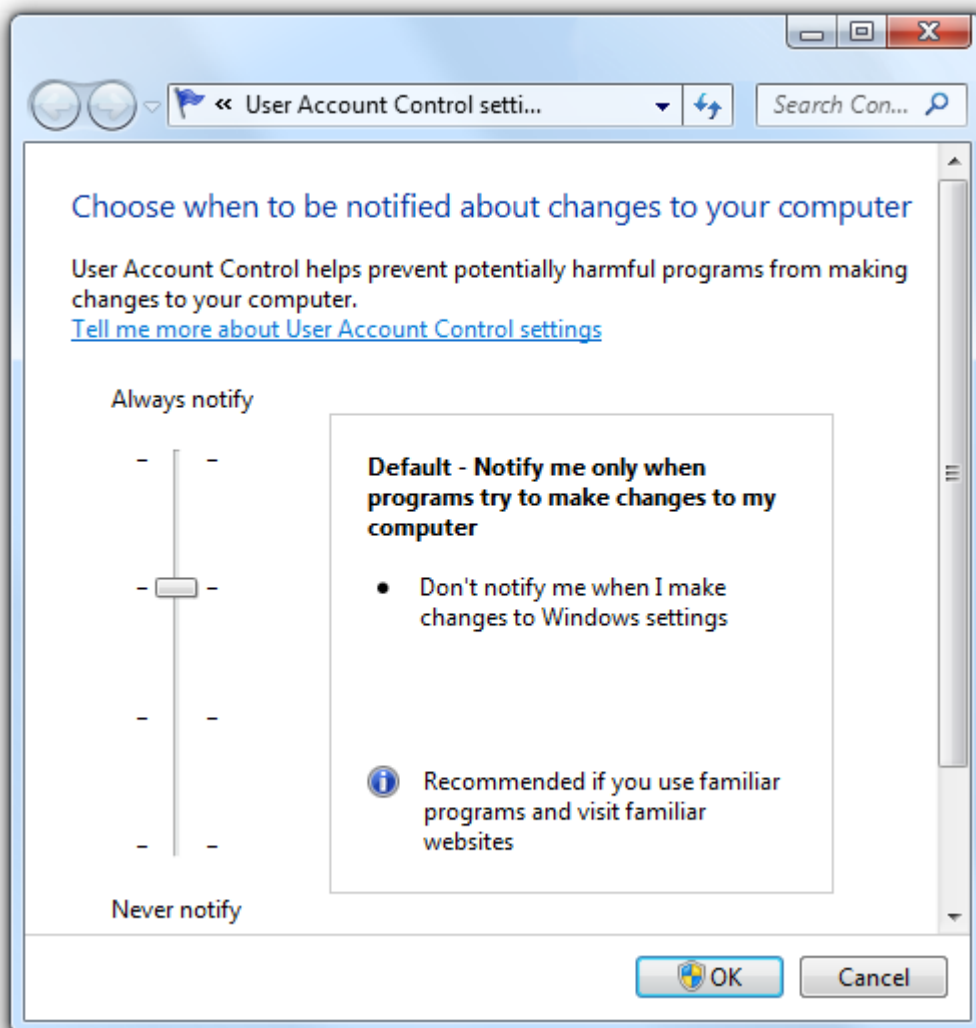 « User Account Control setti...
Search Con...
Choose when to be notified about changes to your computer
User Account Control helps prevent potentially harmful programs from making
changes to your computer.
Tell me more about User Account Control settings
Always notify
Default - Notify me only when
programs try to make changes to my
computer
• Don't notify me when I make
changes to Windows settings
Recommended if you use familiar
programs and visit familiar
websites
Never notify
OK
Cancel